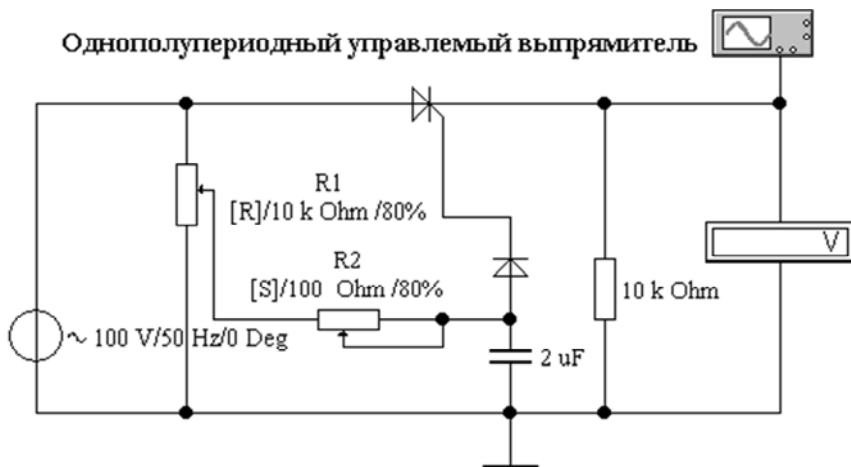 Однополупериодный управлемый выпрямитель
R1
[R]/10 k Ohm /80%
R2
[S]/100 Ohm /80%
V
10 k Ohm
~ 100 V/50 Hz/0 Deg
2 uF